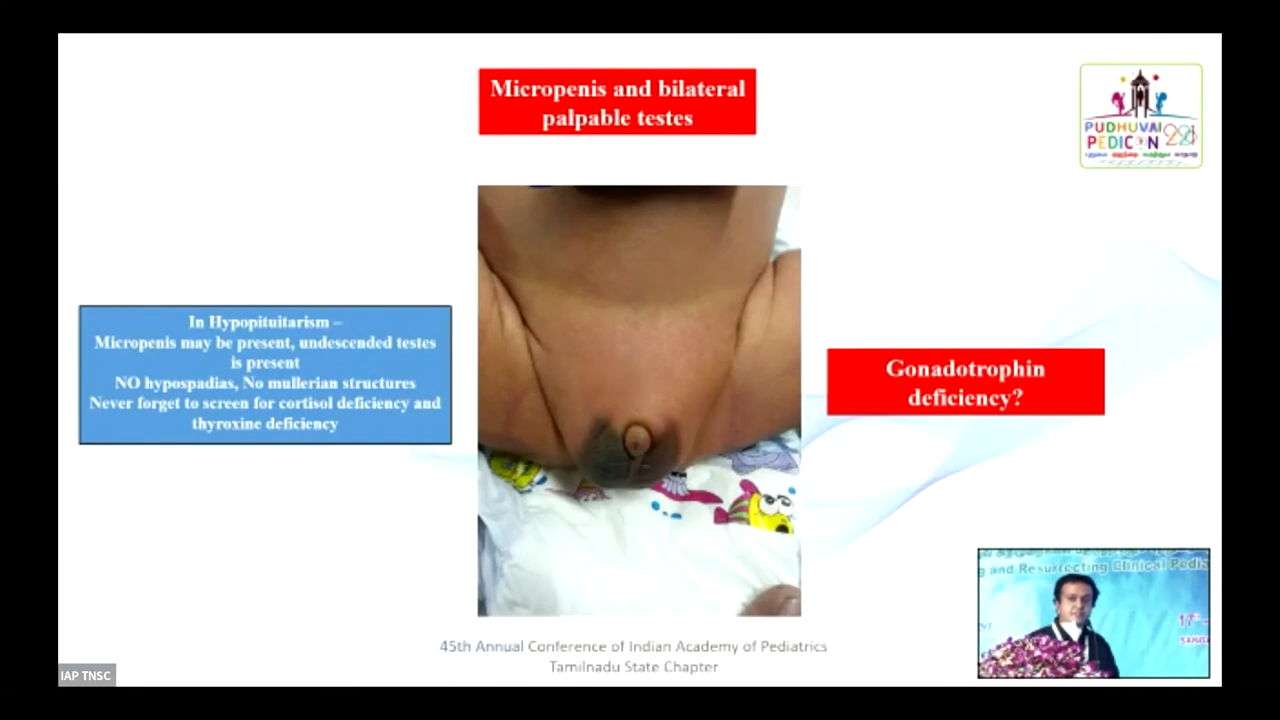 Micropenis and bilateral
palpable testes
PUDHUVAI
PEDICON
In Hypopituitarism –
Micropenis may be present, undescended testes
is present
NO hypospadias, No mullerian structures
Never forget to screen for cortisol deficiency and
thyroxine deficiency
Gonadotrophin
deficiency?
g and Resurrecting Clinical Pedia
17
45th Annual Conference of Indian Academy of Pediatrics
Tamilnadu State Chapter
IAP TNSC